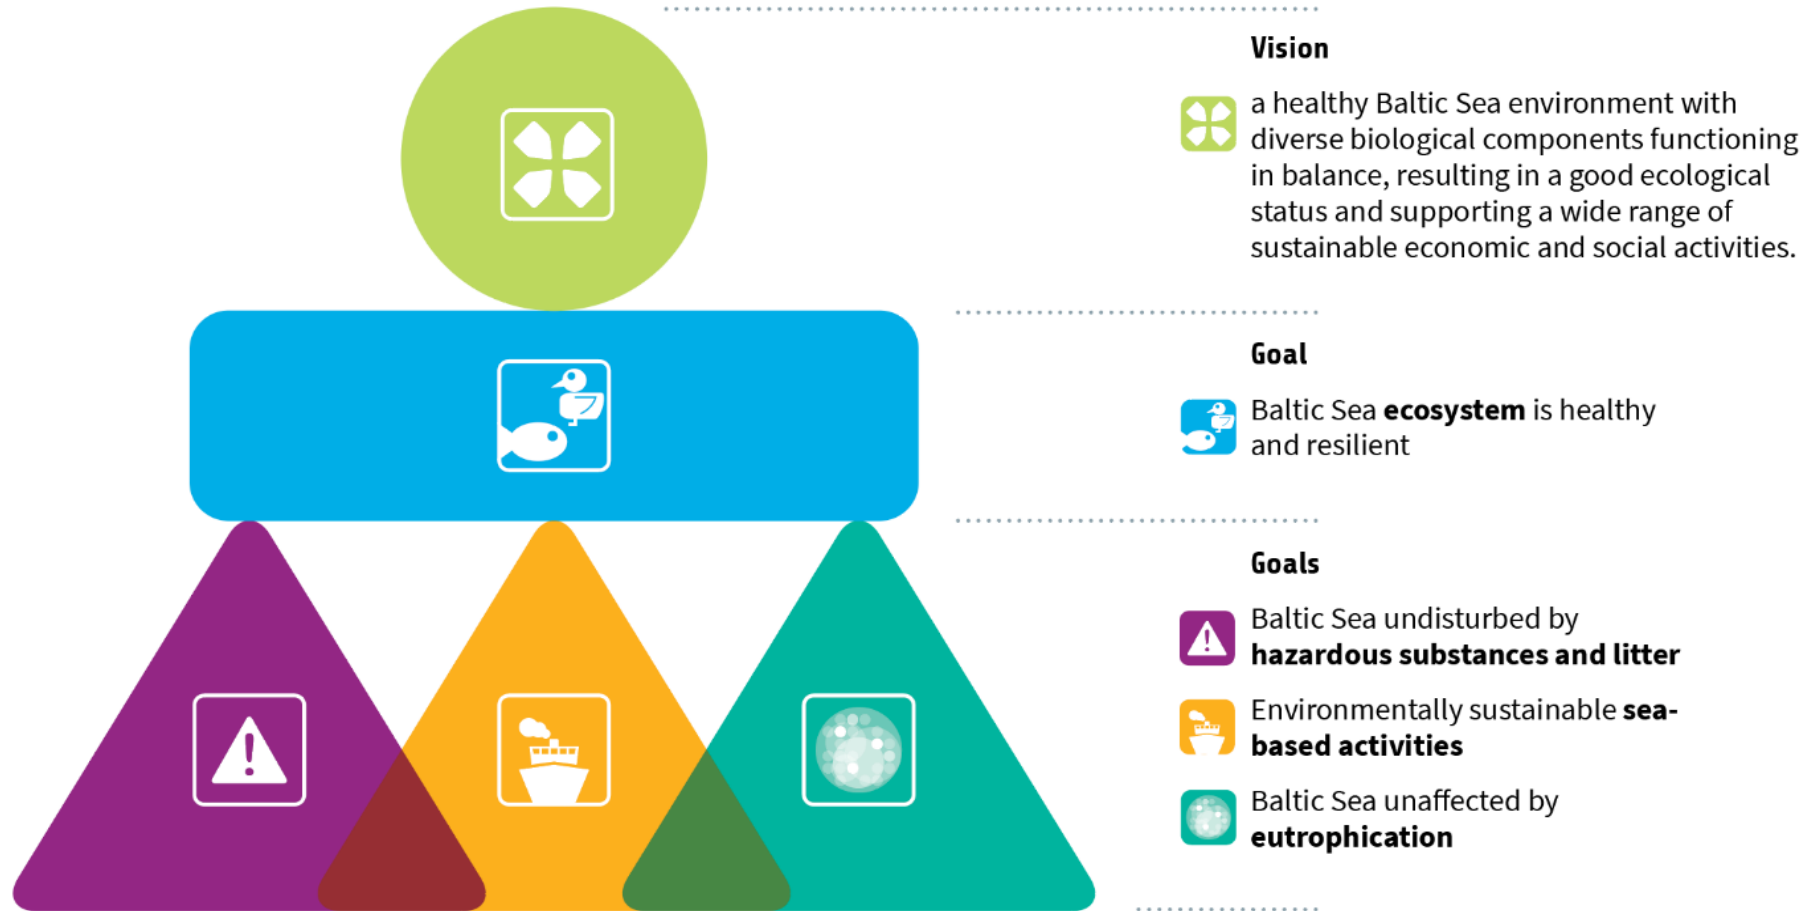 Vision
a healthy Baltic Sea environment with
diverse biological components functioning
in balance, resulting in a good ecological
status and supporting a wide range of
sustainable economic and social activities.
Goal
Baltic Sea ecosystem is healthy
and resilient
Goals
Baltic Sea undisturbed by
hazardous substances and litter
Environmentally sustainable sea-
based activities
Baltic Sea unaffected by
eutrophication